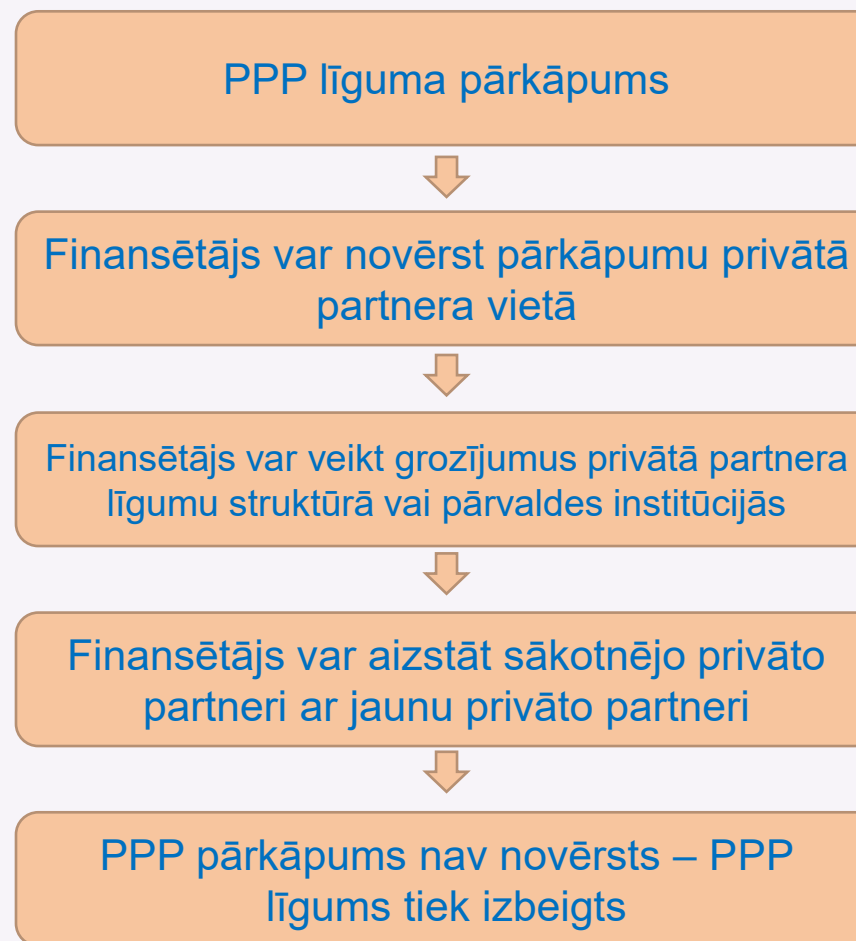 PPP līguma pārkāpums
Finansētājs var novērst pārkāpumu privātā
partnera vietā
Finansētājs var veikt grozījumus privātā partnera
līgumu struktūrā vai pārvaldes institūcijās
Finansētājs var aizstāt sākotnējo privāto
partneri ar jaunu privāto partneri
PPP pārkāpums nav novērsts – PPP
līgums tiek izbeigts